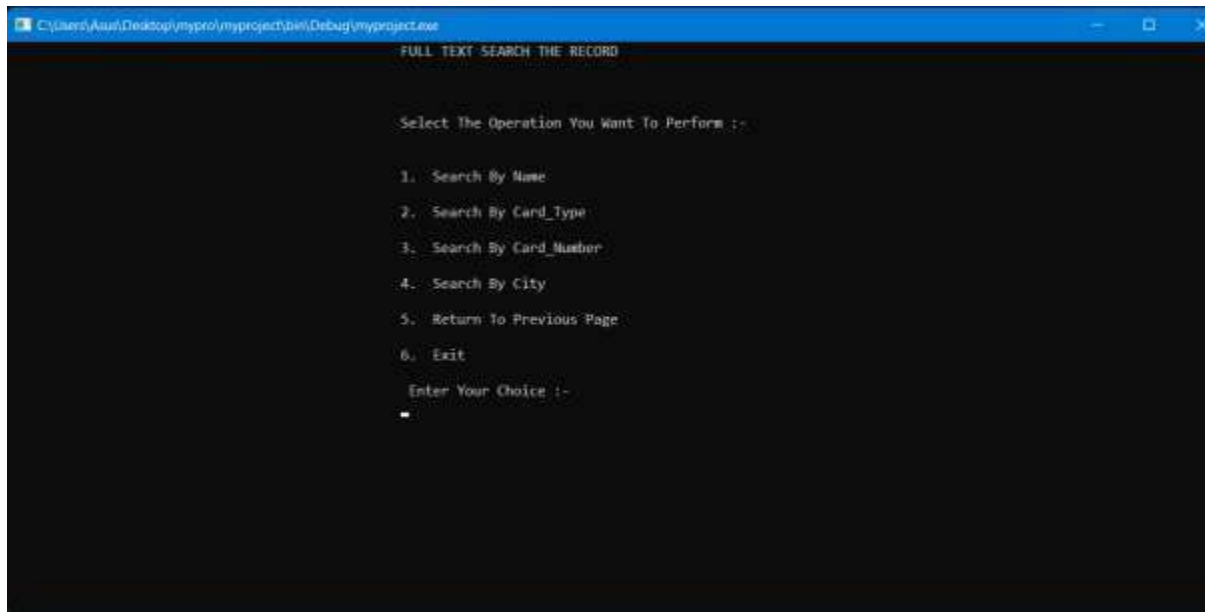 C:\Users\Asus\Desktop\mypro\myproject\bin\Debug\myproject.exe
FULL TEXT SEARCH THE RECORD
Select The Operation You Want To Perform :-
1. Search By Name
2. Search By Card_Type
3. Search By Card_Number
4. Search By City
5. Return To Previous Page
6. Exit
Enter Your Choice :-